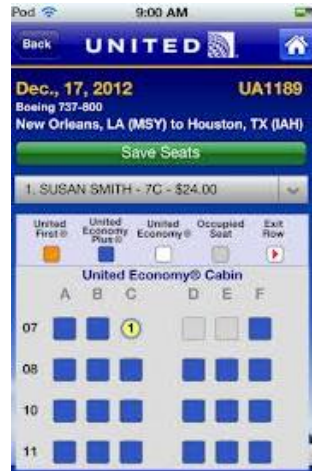 Pod 9:00 AM
Back UNITED
Dec., 17, 2012 UA1189
Boeing 737-800
New Orleans, LA (MSY) to Houston, TX (IAH)
Save Seats
1. SUSAN SMITH - 7C - $24.00
United First® United Economy Plus® United Economy® Occupied Seat Exit Row
United Economy® Cabin
A B C D E F
07 1
08
10
11